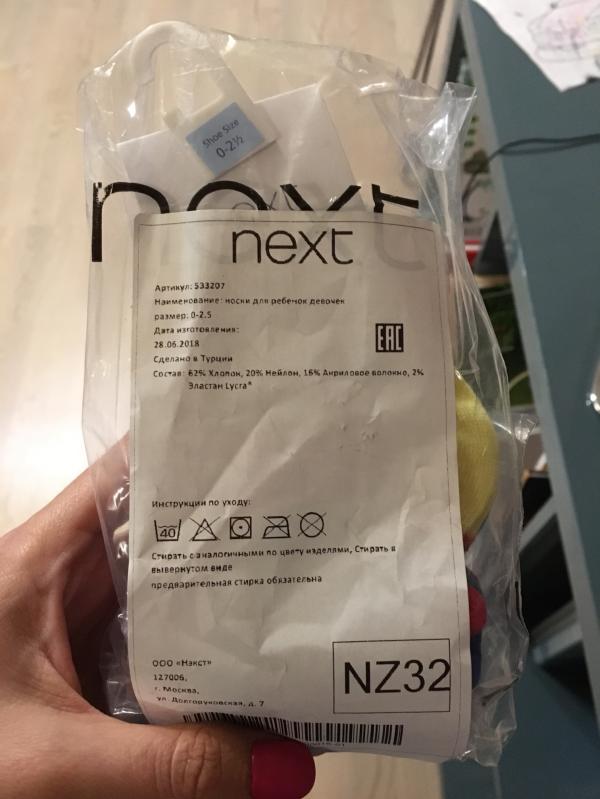 Shoe Size
0-2½
next
next
Артикул: 533207
Наименование: носки для ребенок девочек
размер: 0-2.5
Дата изготовления:
28.06.2018
EAC
Сделано в Турции
Состав: 62% Хлопок, 20% Нейлон, 16% Акриловое волокно, 2%
Эластан Lycra®
Инструкции по уходу:
40
Стирать с аналогичными по цвету изделями, Стирать в
вывернутом виде
предварительная стирка обязательна
ООО «Нэкст»
127006,
г. Москва,
ул. Долгоруковская, д. 7
NZ32